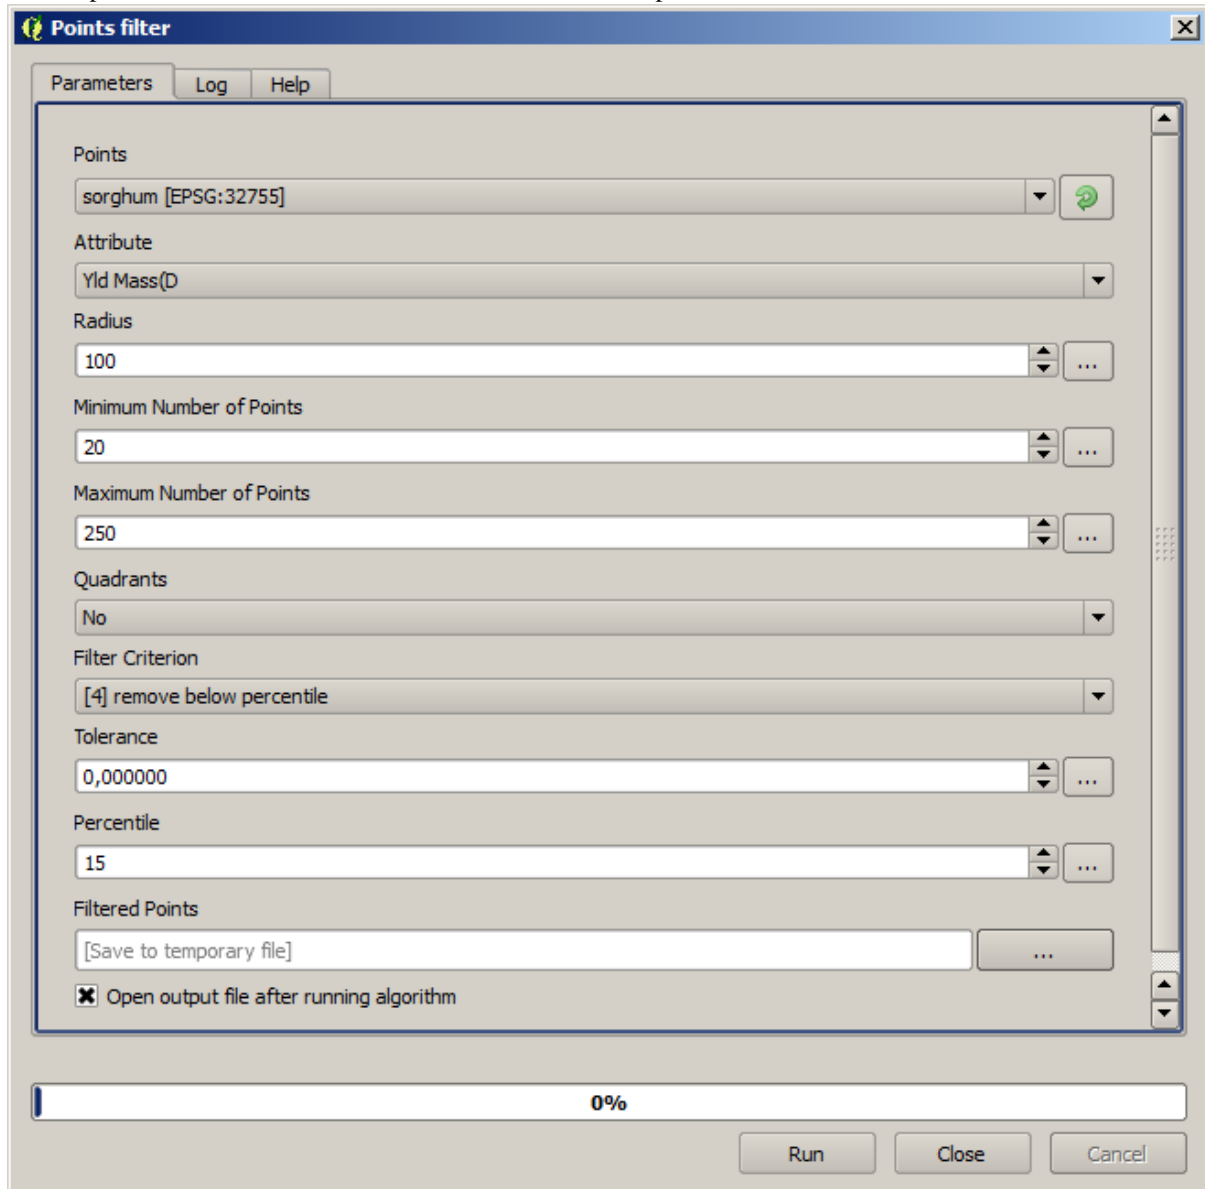 Points filter
Parameters Log Help
Points
sorghum [EPSG:32755]
Attribute
Yld Mass(D
Radius
100
...
Minimum Number of Points
20
...
Maximum Number of Points
250
...
Quadrants
No
Filter Criterion
[4] remove below percentile
Tolerance
0,000000
...
Percentile
15
...
Filtered Points
[Save to temporary file]
...
Open output file after running algorithm
0%
Run Close Cancel